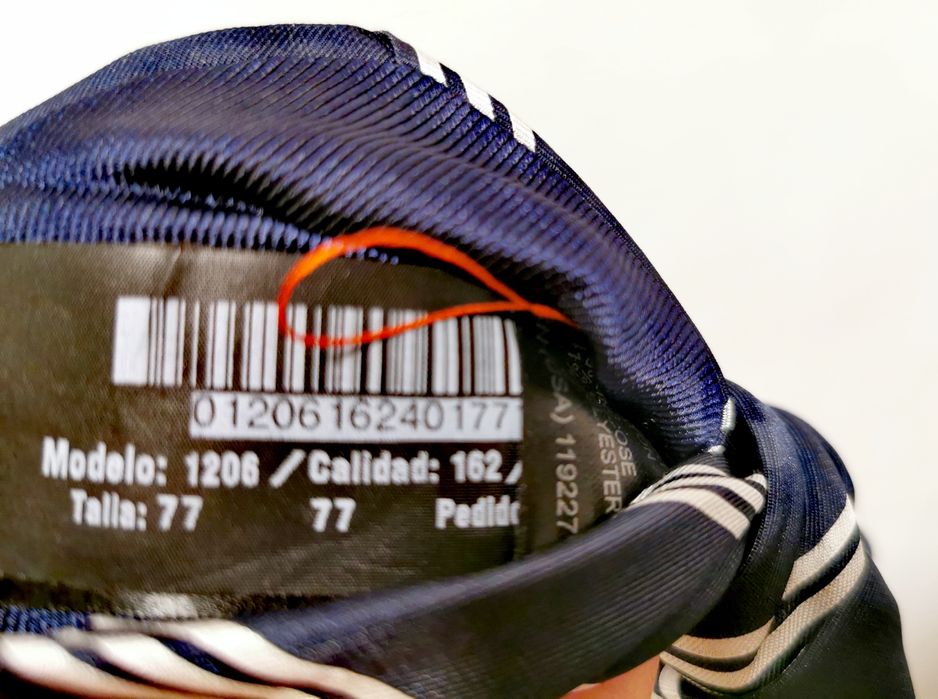 0120616240177
Modelo: 1206 / Calidad: 162/
Talla: 77 77 Pedido
119227